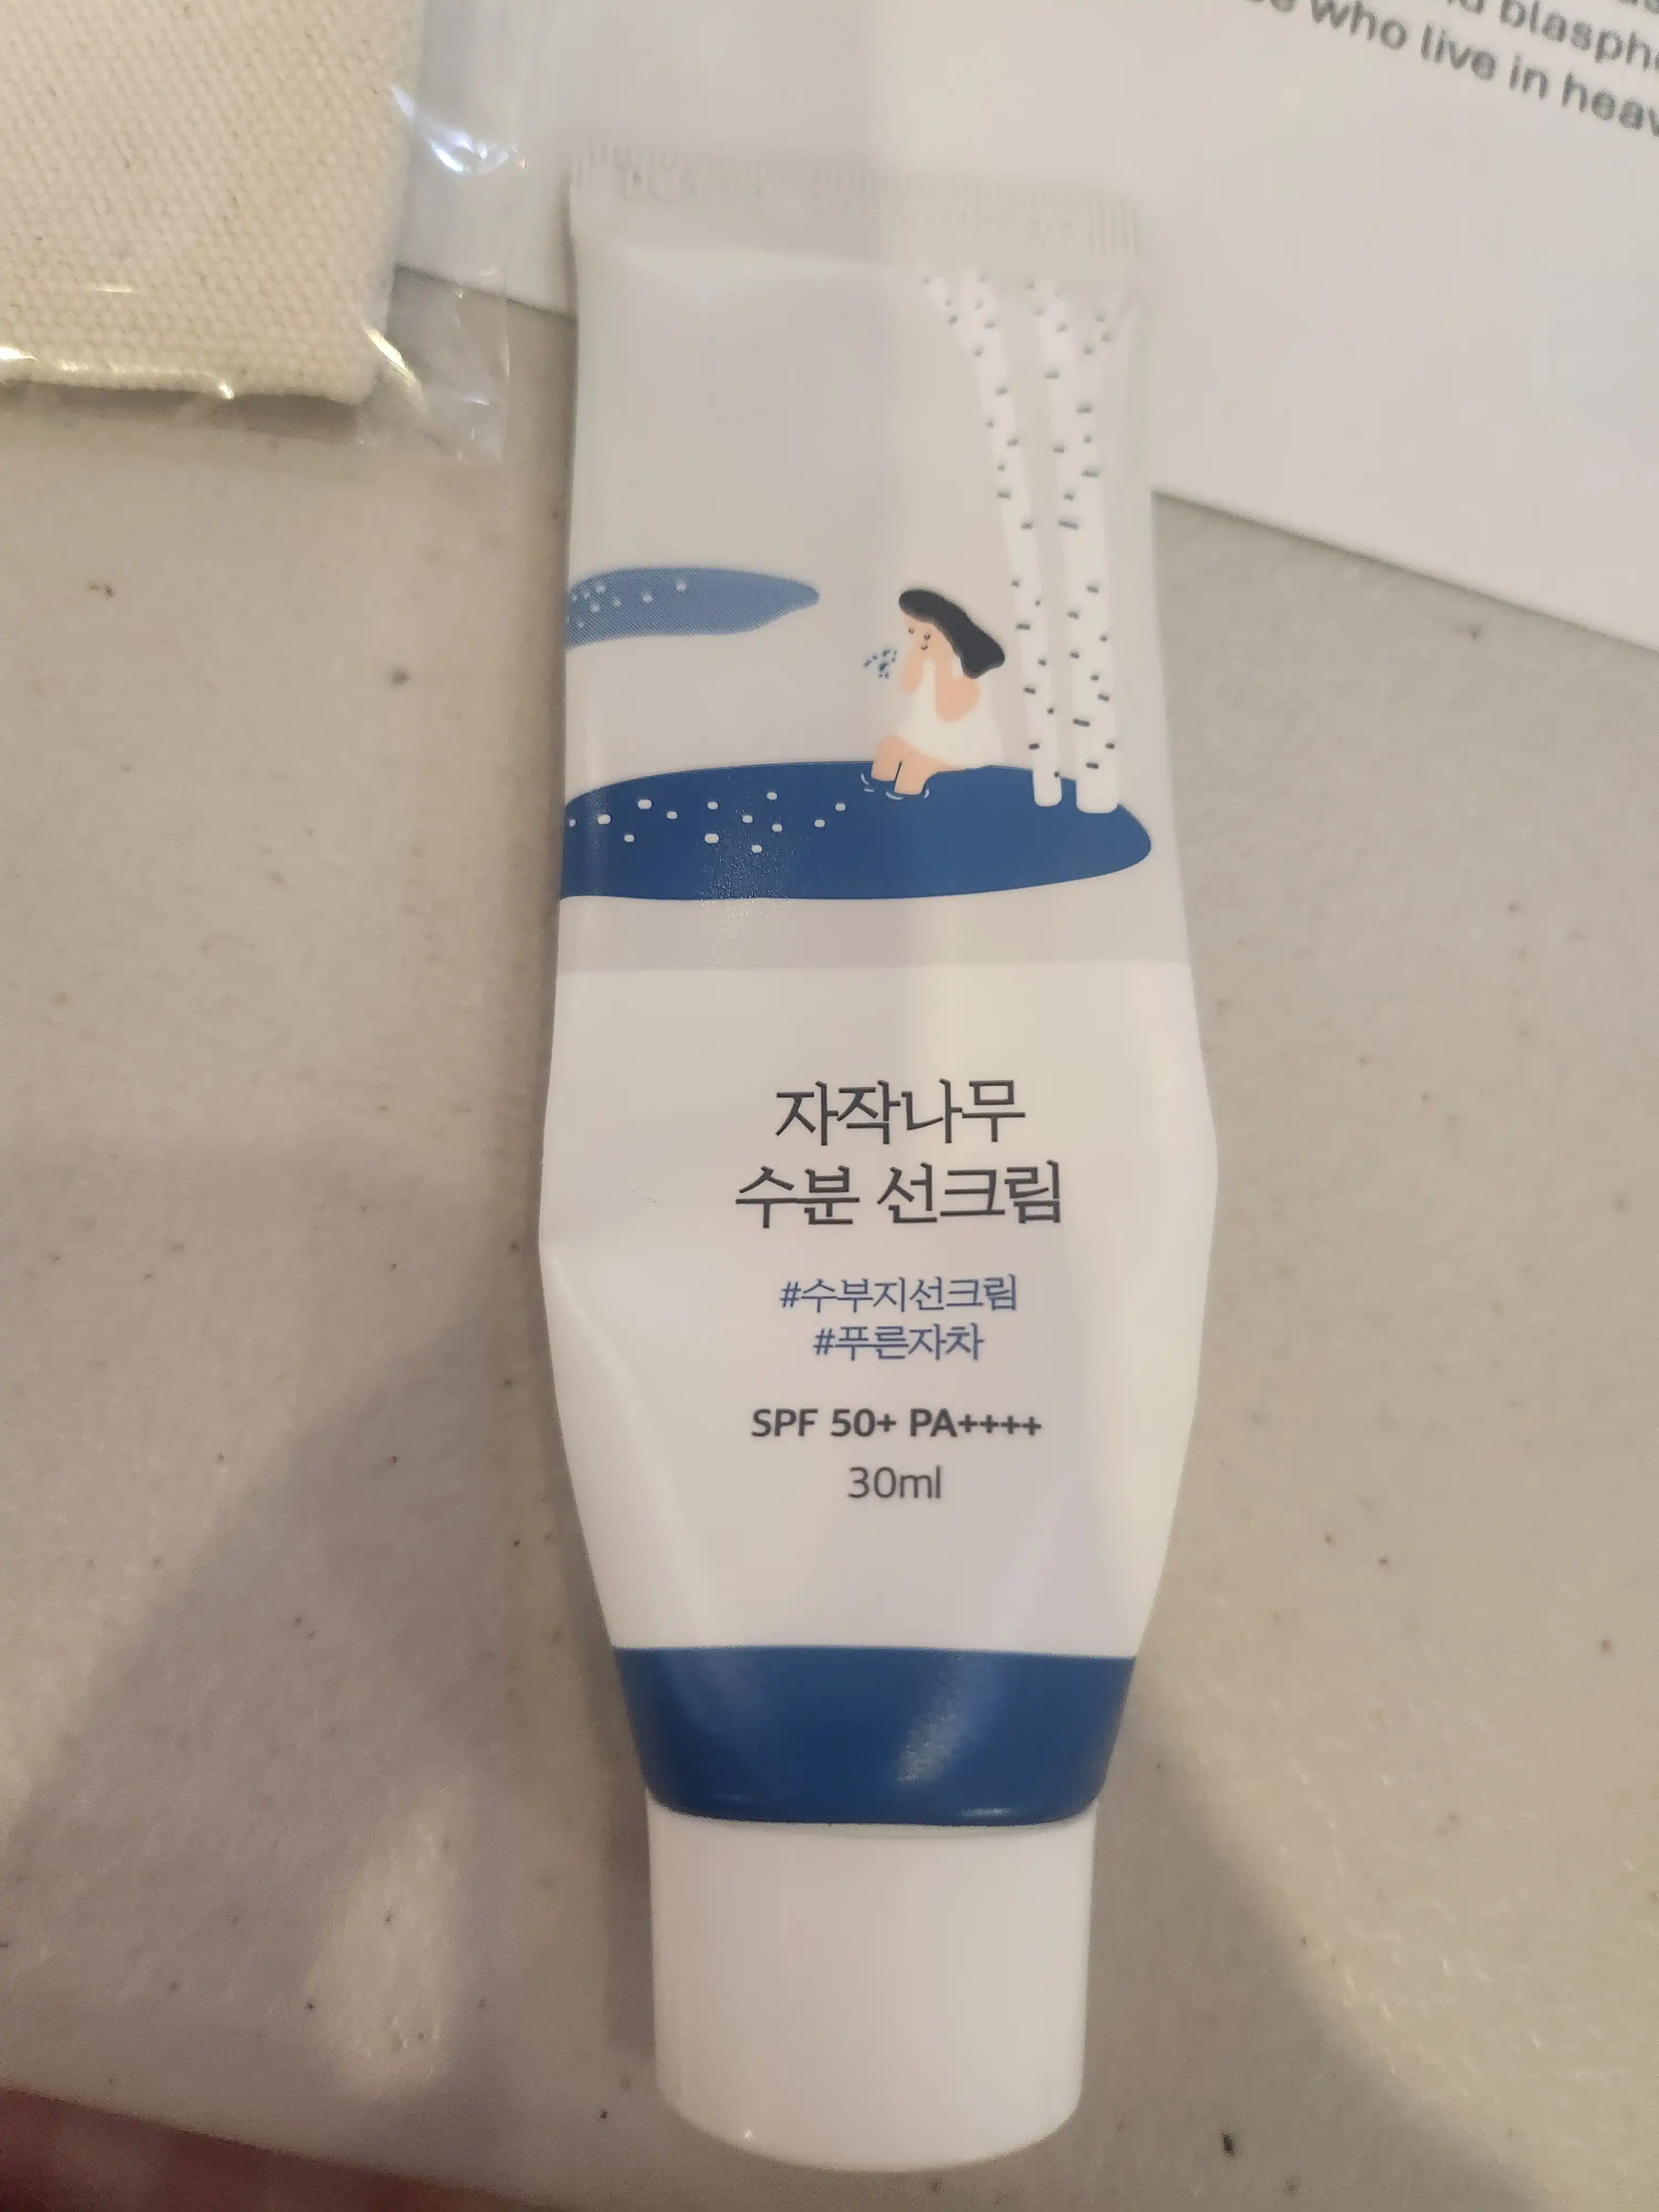 blasph
who live in heav
자작나무
수분 선크림
#수부지선크림
#푸른자차
SPF 50+ PA++++
30ml